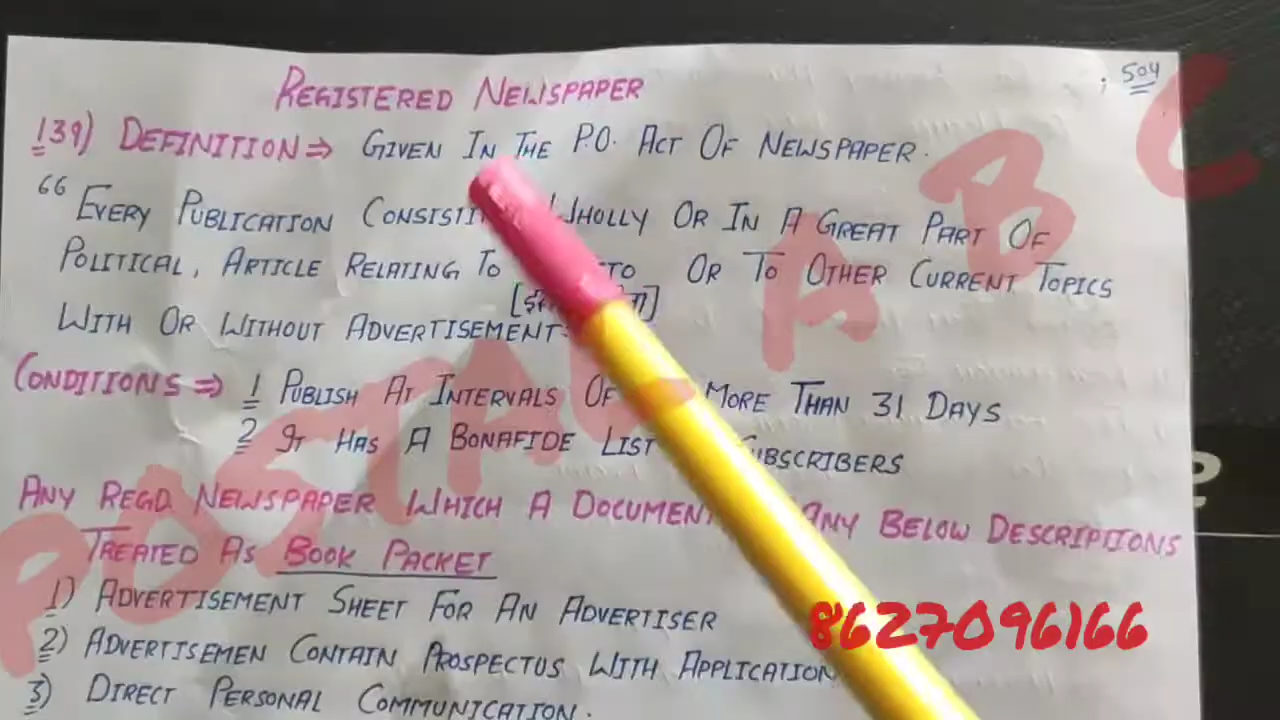 REGISTERED NEWSPAPER
; 504
139) DEFINITION ⇒ GIVEN IN THE P.O. ACT OF NEWSPAPER.
“ EVERY PUBLICATION WHOLLY OR IN A GREAT PART OF
POLITICAL, ARTICLE RELATING TO OR TO OTHER CURRENT TOPICS
WITH OR WITHOUT ADVERTISEMENT
CONDITIONS ⇒ 1 PUBLISH AT INTERVALS OF MORE THAN 31 DAYS
2 IT HAS A BONAFIDE LIST SUBSCRIBERS
ANY REGD. NEWSPAPER WHICH A DOCUMENT ANY BELOW DESCRIPTIONS
TREATED AS BOOK PACKET
1) ADVERTISEMENT SHEET FOR AN ADVERTISER
2) ADVERTISEMEN CONTAIN PROSPECTUS WITH APPLICATION
3) DIRECT PERSONAL COMMUNICATION.
POSTAL ABC
8627096166